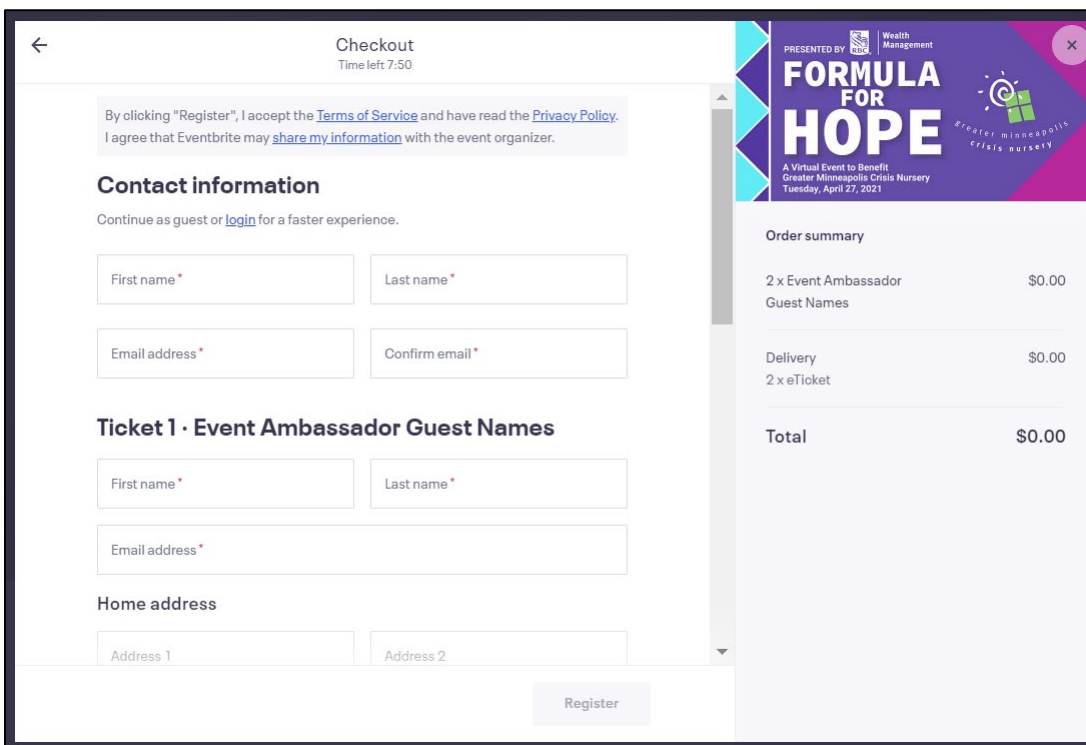 Checkout
Time left 7:50
By clicking "Register", I accept the Terms of Service and have read the Privacy Policy.
I agree that Eventbrite may share my information with the event organizer.
Contact information
Continue as guest or login for a faster experience.
First name *
Last name *
Email address *
Confirm email *
Ticket 1 · Event Ambassador Guest Names
First name *
Last name *
Email address *
Home address
Address 1
Address 2
Register
PRESENTED BY RBC Wealth
Management
FORMULA
FOR
HOPE
A Virtual Event to Benefit
Greater Minneapolis Crisis Nursery
Tuesday, April 27, 2021
greater minneapolis
crisis nursery
Order summary
2 x Event Ambassador $0.00
Guest Names
Delivery $0.00
2 x eTicket
Total $0.00